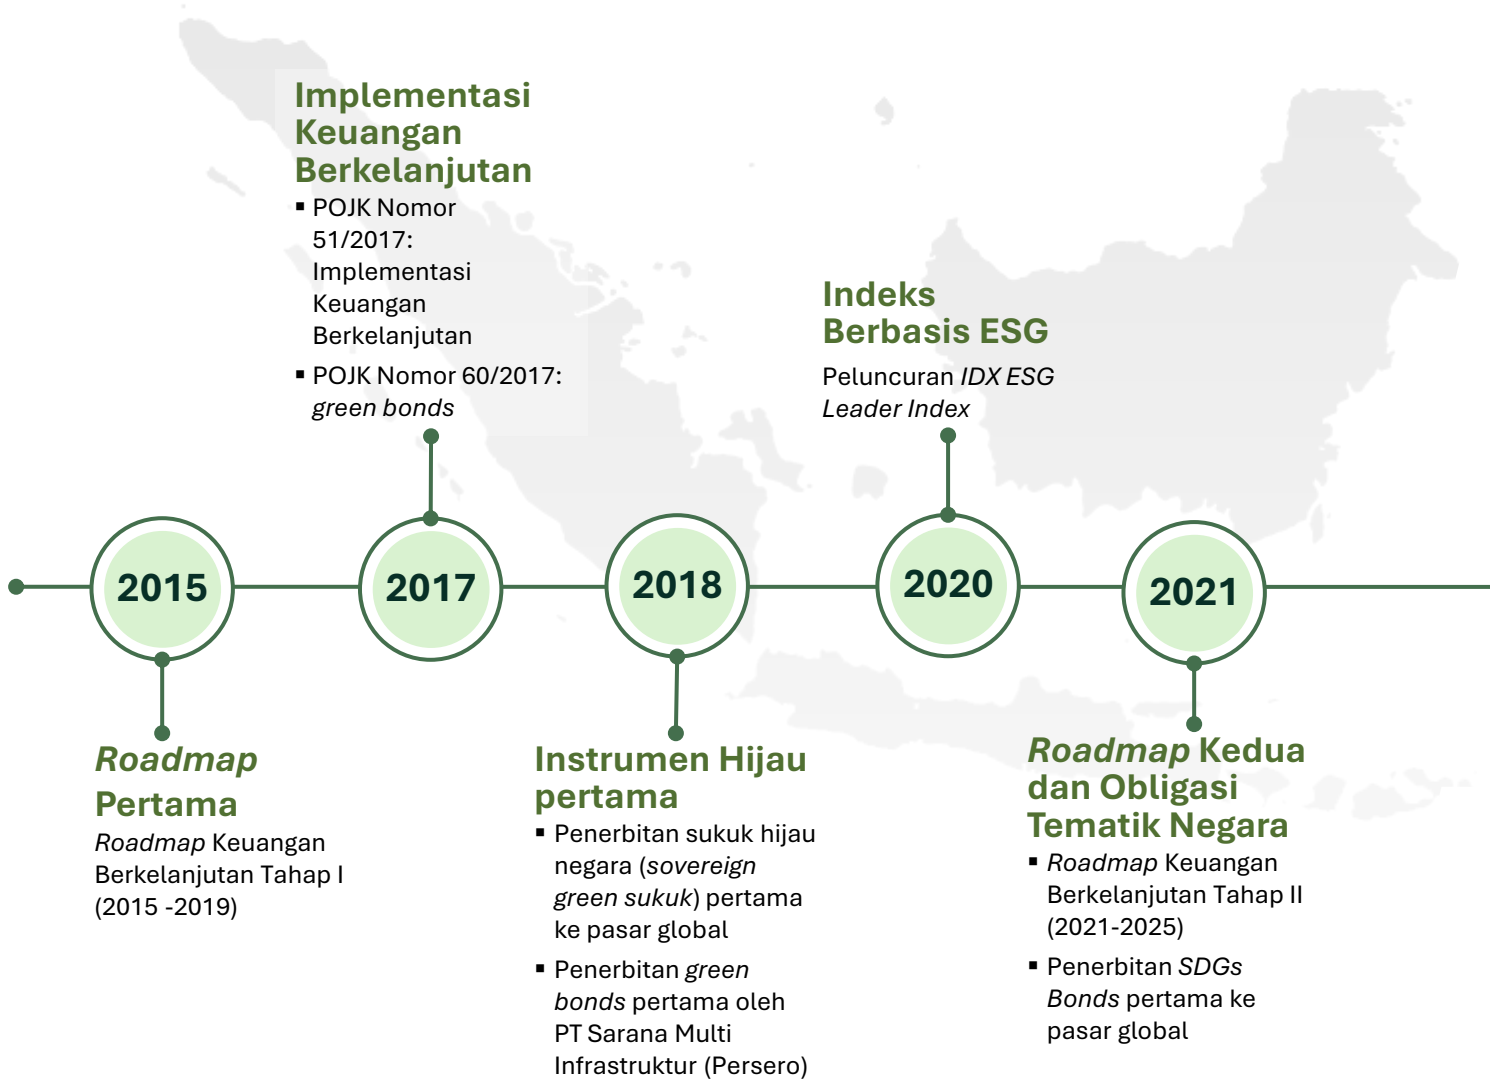 Implementasi
Keuangan
Berkelanjutan
▪ POJK Nomor
51/2017:
Implementasi
Keuangan
Berkelanjutan
▪ POJK Nomor 60/2017:
green bonds
Indeks
Berbasis ESG
Peluncuran IDX ESG
Leader Index
2015
2017
2018
2020
2021
Roadmap
Pertama
Roadmap Keuangan
Berkelanjutan Tahap I
(2015 -2019)
Instrumen Hijau
pertama
▪ Penerbitan sukuk hijau
negara (sovereign
green sukuk) pertama
ke pasar global
▪ Penerbitan green
bonds pertama oleh
PT Sarana Multi
Infrastruktur (Persero)
Roadmap Kedua
dan Obligasi
Tematik Negara
▪ Roadmap Keuangan
Berkelanjutan Tahap II
(2021-2025)
▪ Penerbitan SDGs
Bonds pertama ke
pasar global